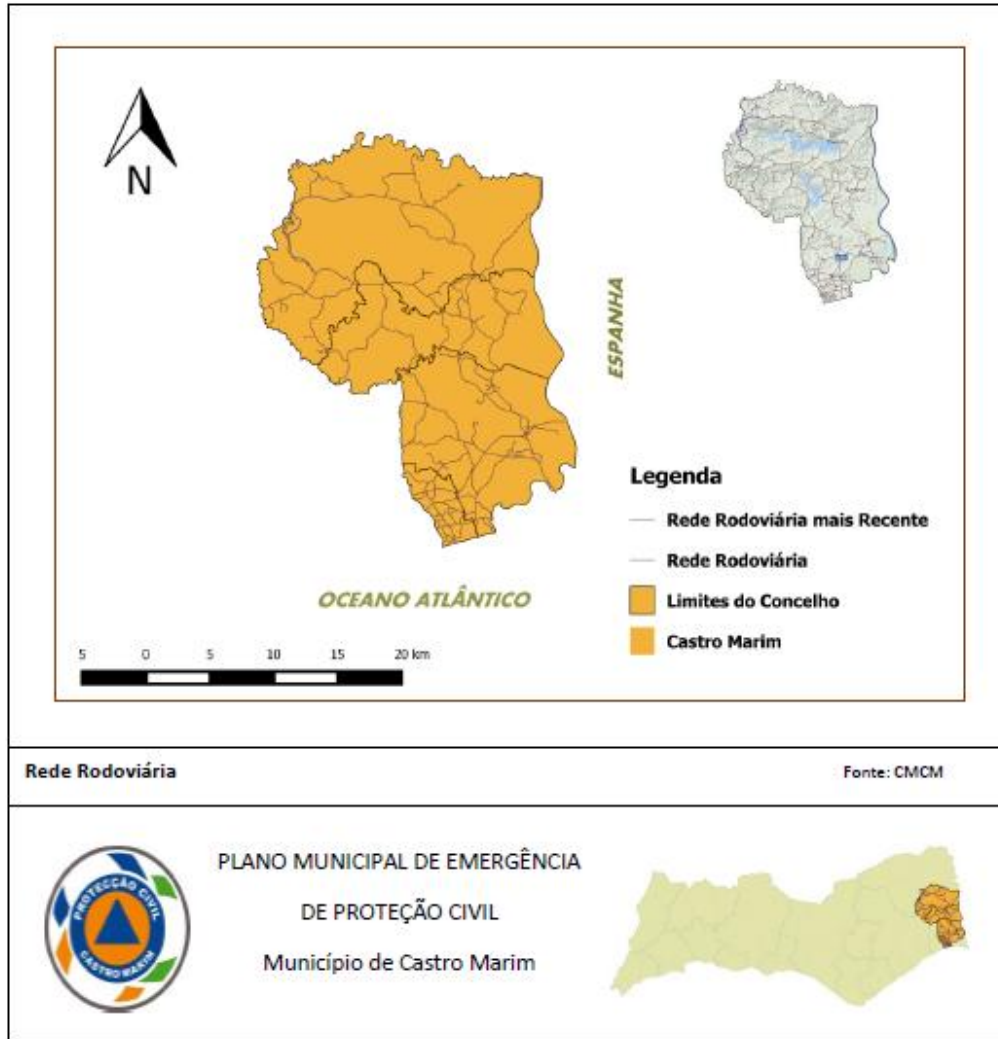 N
ESPANHA
Legenda
Rede Rodoviária mais Recente
Rede Rodoviária
Limites do Concelho
Castro Marim
OCEANO ATLÂNTICO
5 0 5 10 15 20 km
Rede Rodoviária
Fonte: CMCM
PROTECÇÃO CIVIL
CASTRO MARIM
PLANO MUNICIPAL DE EMERGÊNCIA
DE PROTEÇÃO CIVIL
Município de Castro Marim